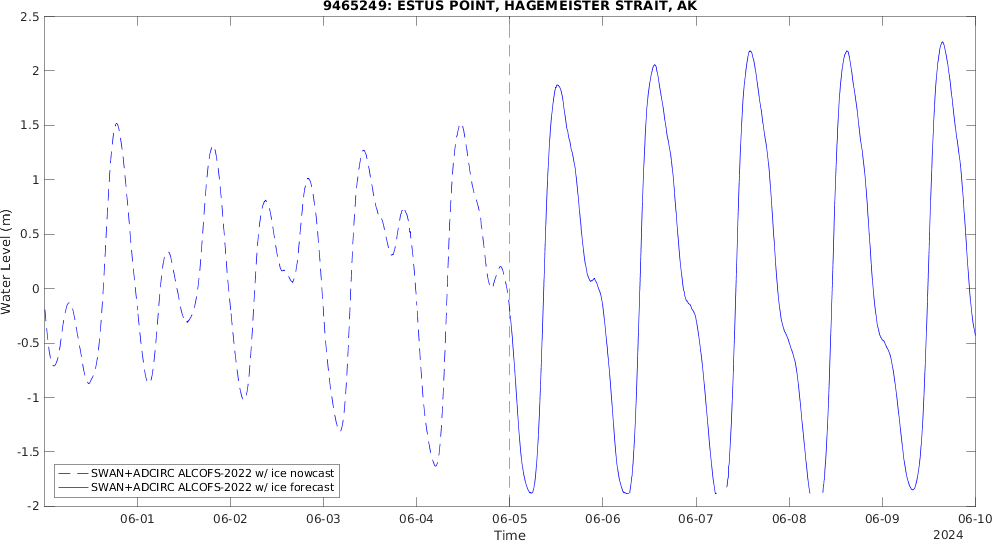 9465249: ESTUS POINT, HAGEMEISTER STRAIT, AK
Water Level (m)
2.5
2
1.5
1
0.5
0
-0.5
-1
-1.5
-2
SWAN+ADCIRC ALCOFS-2022 w/ ice nowcast
SWAN+ADCIRC ALCOFS-2022 w/ ice forecast
06-01 06-02 06-03 06-04 06-05 06-06 06-07 06-08 06-09 06-10
Time
2024